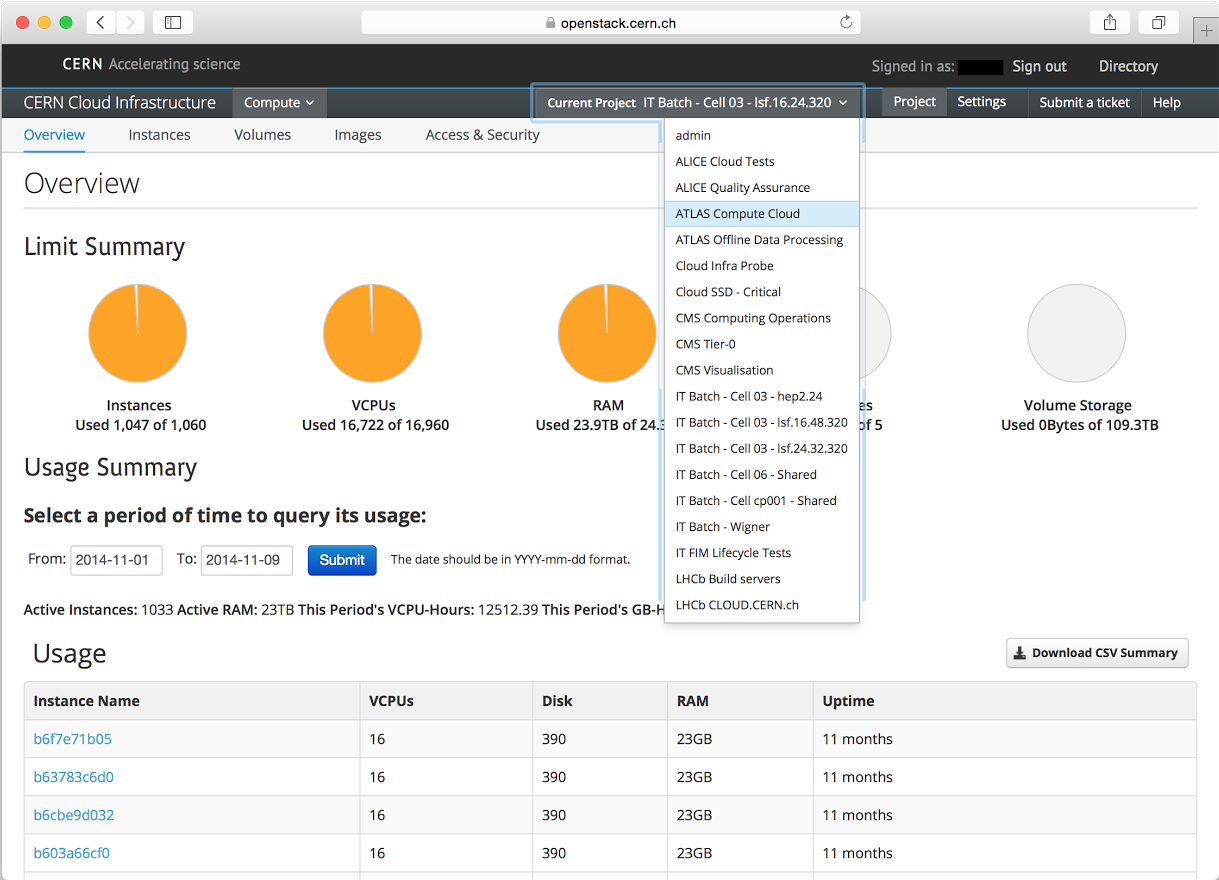 openstack.cern.ch
CERN Accelerating science
Signed in as: Sign out Directory
CERN Cloud Infrastructure Compute Current Project IT Batch - Cell 03 - lsf.16.24.320 Project Settings Submit a ticket Help
Overview Instances Volumes Images Access & Security
admin
ALICE Cloud Tests
ALICE Quality Assurance
ATLAS Compute Cloud
ATLAS Offline Data Processing
Cloud Infra Probe
Cloud SSD - Critical
CMS Computing Operations
CMS Tier-0
CMS Visualisation
IT Batch - Cell 03 - hep2.24
IT Batch - Cell 03 - lsf.16.48.320
IT Batch - Cell 03 - lsf.24.32.320
IT Batch - Cell 06 - Shared
IT Batch - Cell cp001 - Shared
IT Batch - Wigner
IT FIM Lifecycle Tests
LHCb Build servers
LHCb CLOUD.CERN.ch
Overview
Limit Summary
Instances
Used 1,047 of 1,060
VCPUs
Used 16,722 of 16,960
RAM
Used 23.9TB of 24.3
of 5
Volume Storage
Used 0Bytes of 109.3TB
Usage Summary
Select a period of time to query its usage:
From: 2014-11-01 To: 2014-11-09 Submit The date should be in YYYY-mm-dd format.
Active Instances: 1033 Active RAM: 23TB This Period's VCPU-Hours: 12512.39 This Period's GB-H
Usage
Download CSV Summary
Instance Name VCPUs Disk RAM Uptime
b6f7e71b05 16 390 23GB 11 months
b63783c6d0 16 390 23GB 11 months
b6cbe9d032 16 390 23GB 11 months
b603a66cf0 16 390 23GB 11 months